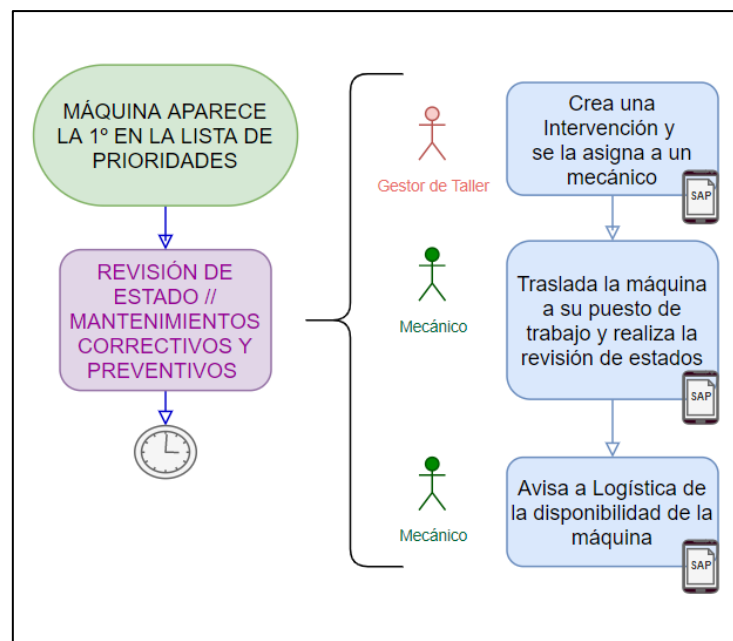 MÁQUINA APARECE
LA 1º EN LA LISTA DE
PRIORIDADES
REVISIÓN DE
ESTADO //
MANTENIMIENTOS
CORRECTIVOS Y
PREVENTIVOS
Gestor de Taller
Crea una
Intervención y
se la asigna a un
mecánico
SAP
Mecánico
Traslada la máquina
a su puesto de
trabajo y realiza la
revisión de estados
SAP
Mecánico
Avisa a Logística de
la disponibilidad de la
máquina
SAP